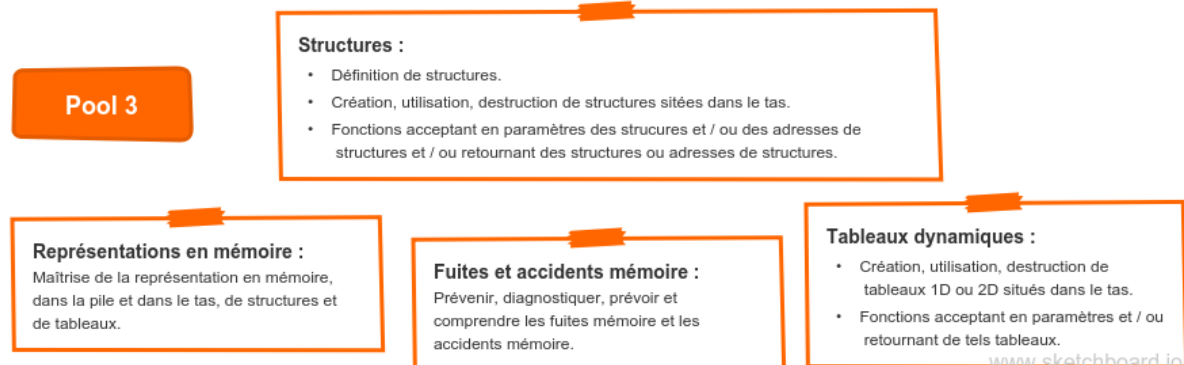 Pool 3
Structures :
• Définition de structures.
• Création, utilisation, destruction de structures sitées dans le tas.
• Fonctions acceptant en paramètres des strucures et / ou des adresses de
structures et / ou retournant des structures ou adresses de structures.
Représentations en mémoire :
Maîtrise de la représentation en mémoire,
dans la pile et dans le tas, de structures et
de tableaux.
Fuites et accidents mémoire :
Prévenir, diagnostiquer, prévoir et
comprendre les fuites mémoire et les
accidents mémoire.
Tableaux dynamiques :
• Création, utilisation, destruction de
tableaux 1D ou 2D situés dans le tas.
• Fonctions acceptant en paramètres et / ou
retournant de tels tableaux.
www.sketchboard.io